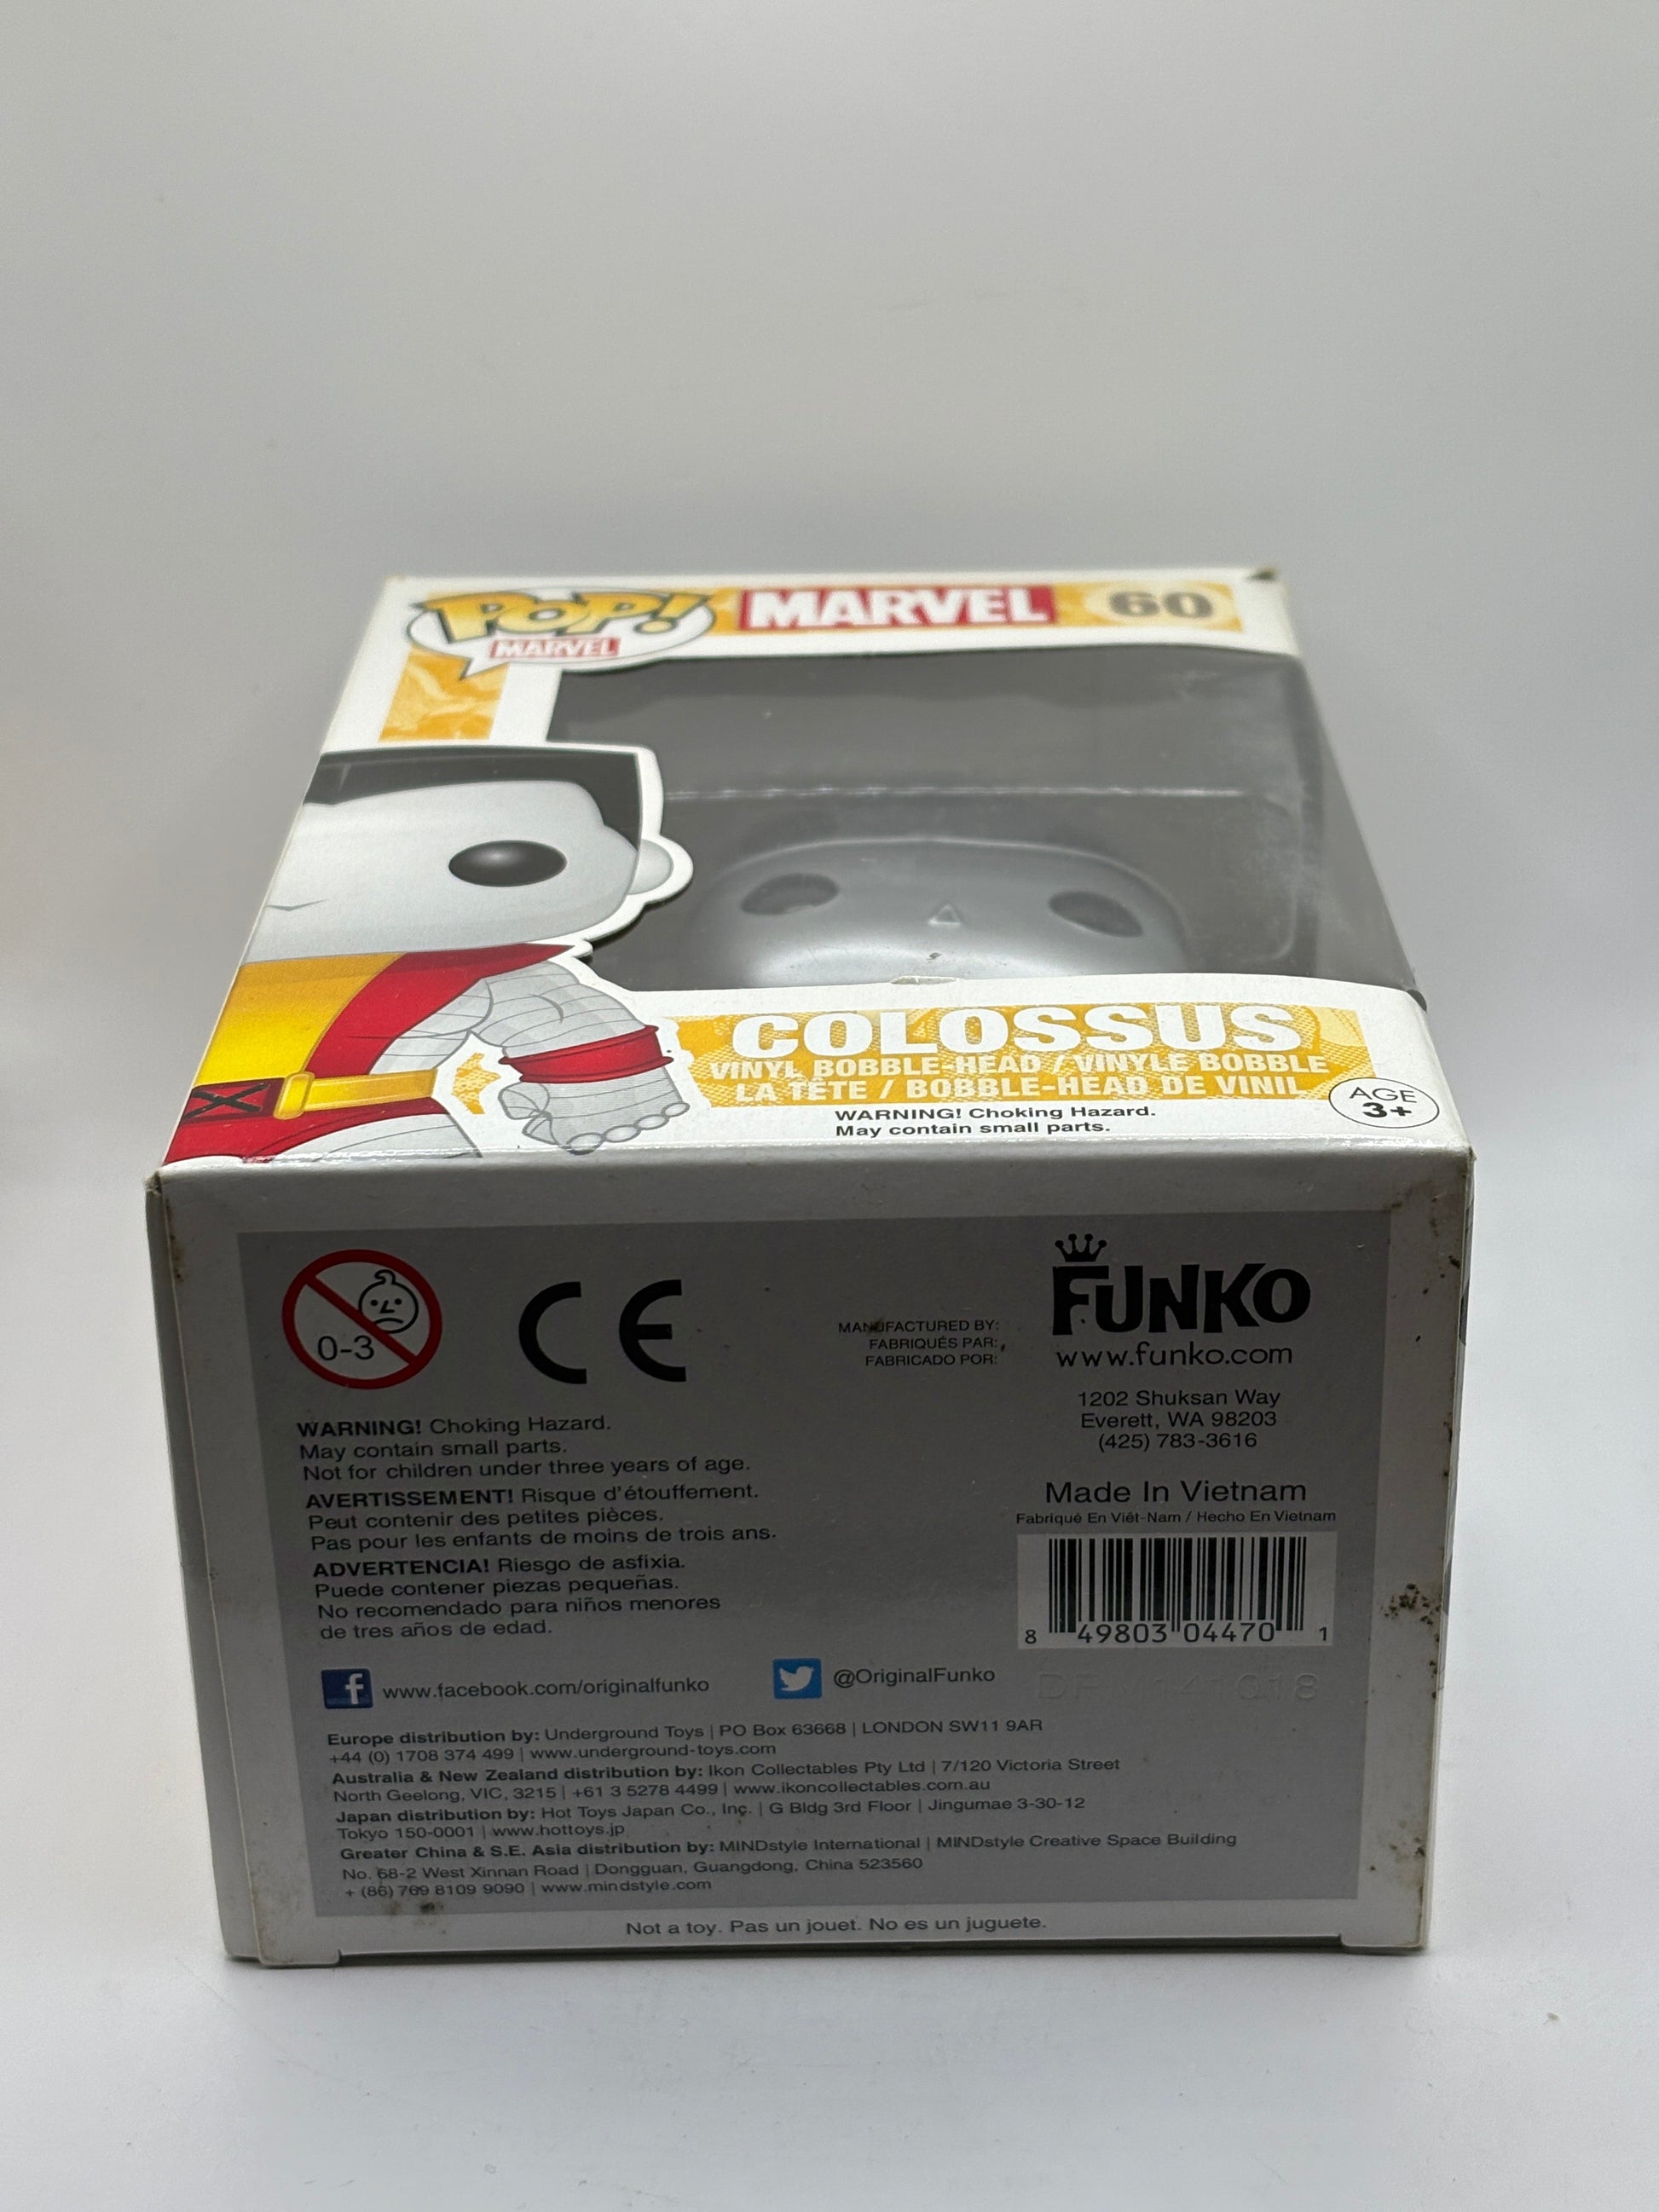 POP!
MARVEL
MARVEL
60
COLOSSUS
VINYL BOBBLE-HEAD / VINYLE BOBBLE
LA TÊTE / BOBBLE-HEAD DE VINIL
WARNING! Choking Hazard.
May contain small parts.
AGE
3+
0-3
CE
MANUFACTURED BY:
FABRIQUÉS PAR:
FABRICADO POR:
FUNKO
www.funko.com
1202 Shuksan Way
Everett, WA 98203
(425) 783-3616
Made In Vietnam
Fabriqué En Viêt-Nam / Hecho En Vietnam
8 49803 04470 1
WARNING! Choking Hazard.
May contain small parts.
Not for children under three years of age.
AVERTISSEMENT! Risque d'étouffement.
Peut contenir des petites pièces.
Pas pour les enfants de moins de trois ans.
ADVERTENCIA! Riesgo de asfixia.
Puede contener piezas pequeñas.
No recomendado para niños menores
de tres años de edad.
f www.facebook.com/originalfunko
@OriginalFunko
Europe distribution by: Underground Toys | PO Box 63668 | LONDON SW11 9AR
+44 (0) 1708 374 499 | www.underground-toys.com
Australia & New Zealand distribution by: Ikon Collectables Pty Ltd | 7/120 Victoria Street
North Geelong, VIC, 3215 | +61 3 5278 4499 | www.ikoncollectables.com.au
Japan distribution by: Hot Toys Japan Co., Inc. | G Bldg 3rd Floor | Jingumae 3-30-12
Tokyo 150-0001 | www.hottoys.jp
Greater China & S.E. Asia distribution by: MINDstyle International | MINDstyle Creative Space Building
No. 68-2 West Xinnan Road | Dongguan, Guangdong, China 523560
+ (86) 769 8109 9090 | www.mindstyle.com
Not a toy. Pas un jouet. No es un juguete.